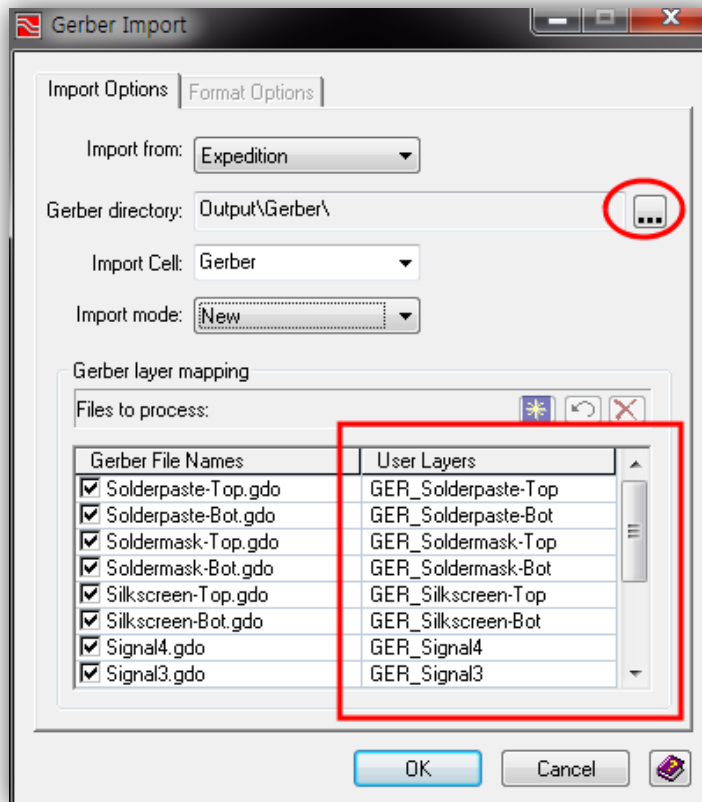 Gerber Import
Import Options Format Options
Import from: Expedition
Gerber directory: Output\Gerber\ ...
Import Cell: Gerber
Import mode: New
Gerber layer mapping
Files to process:
Gerber File Names User Layers
Solderpaste-Top.gdo GER_Solderpaste-Top
Solderpaste-Bot.gdo GER_Solderpaste-Bot
Soldermask-Top.gdo GER_Soldermask-Top
Soldermask-Bot.gdo GER_Soldermask-Bot
Silkscreen-Top.gdo GER_Silkscreen-Top
Silkscreen-Bot.gdo GER_Silkscreen-Bot
Signal4.gdo GER_Signal4
Signal3.gdo GER_Signal3
OK Cancel